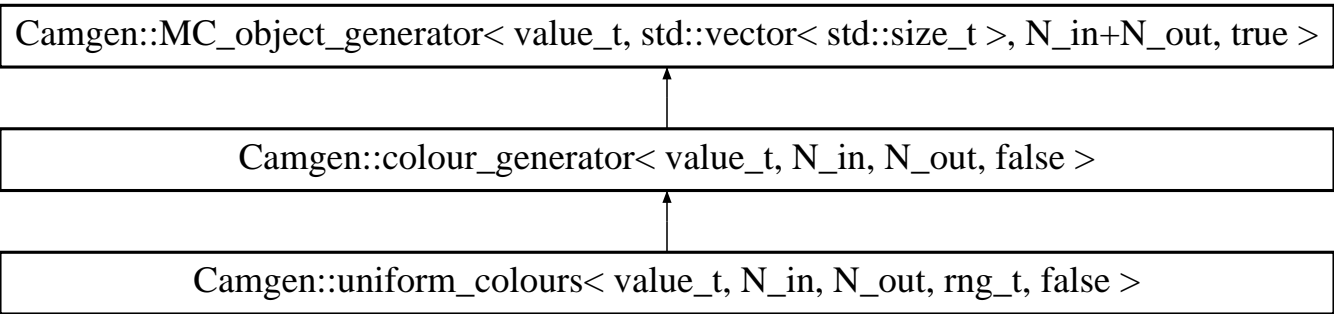 Camgen::MC_object_generator< value_t, std::vector< std::size_t >, N_in+N_out, true >
Camgen::colour_generator< value_t, N_in, N_out, false >
Camgen::uniform_colours< value_t, N_in, N_out, rng_t, false >